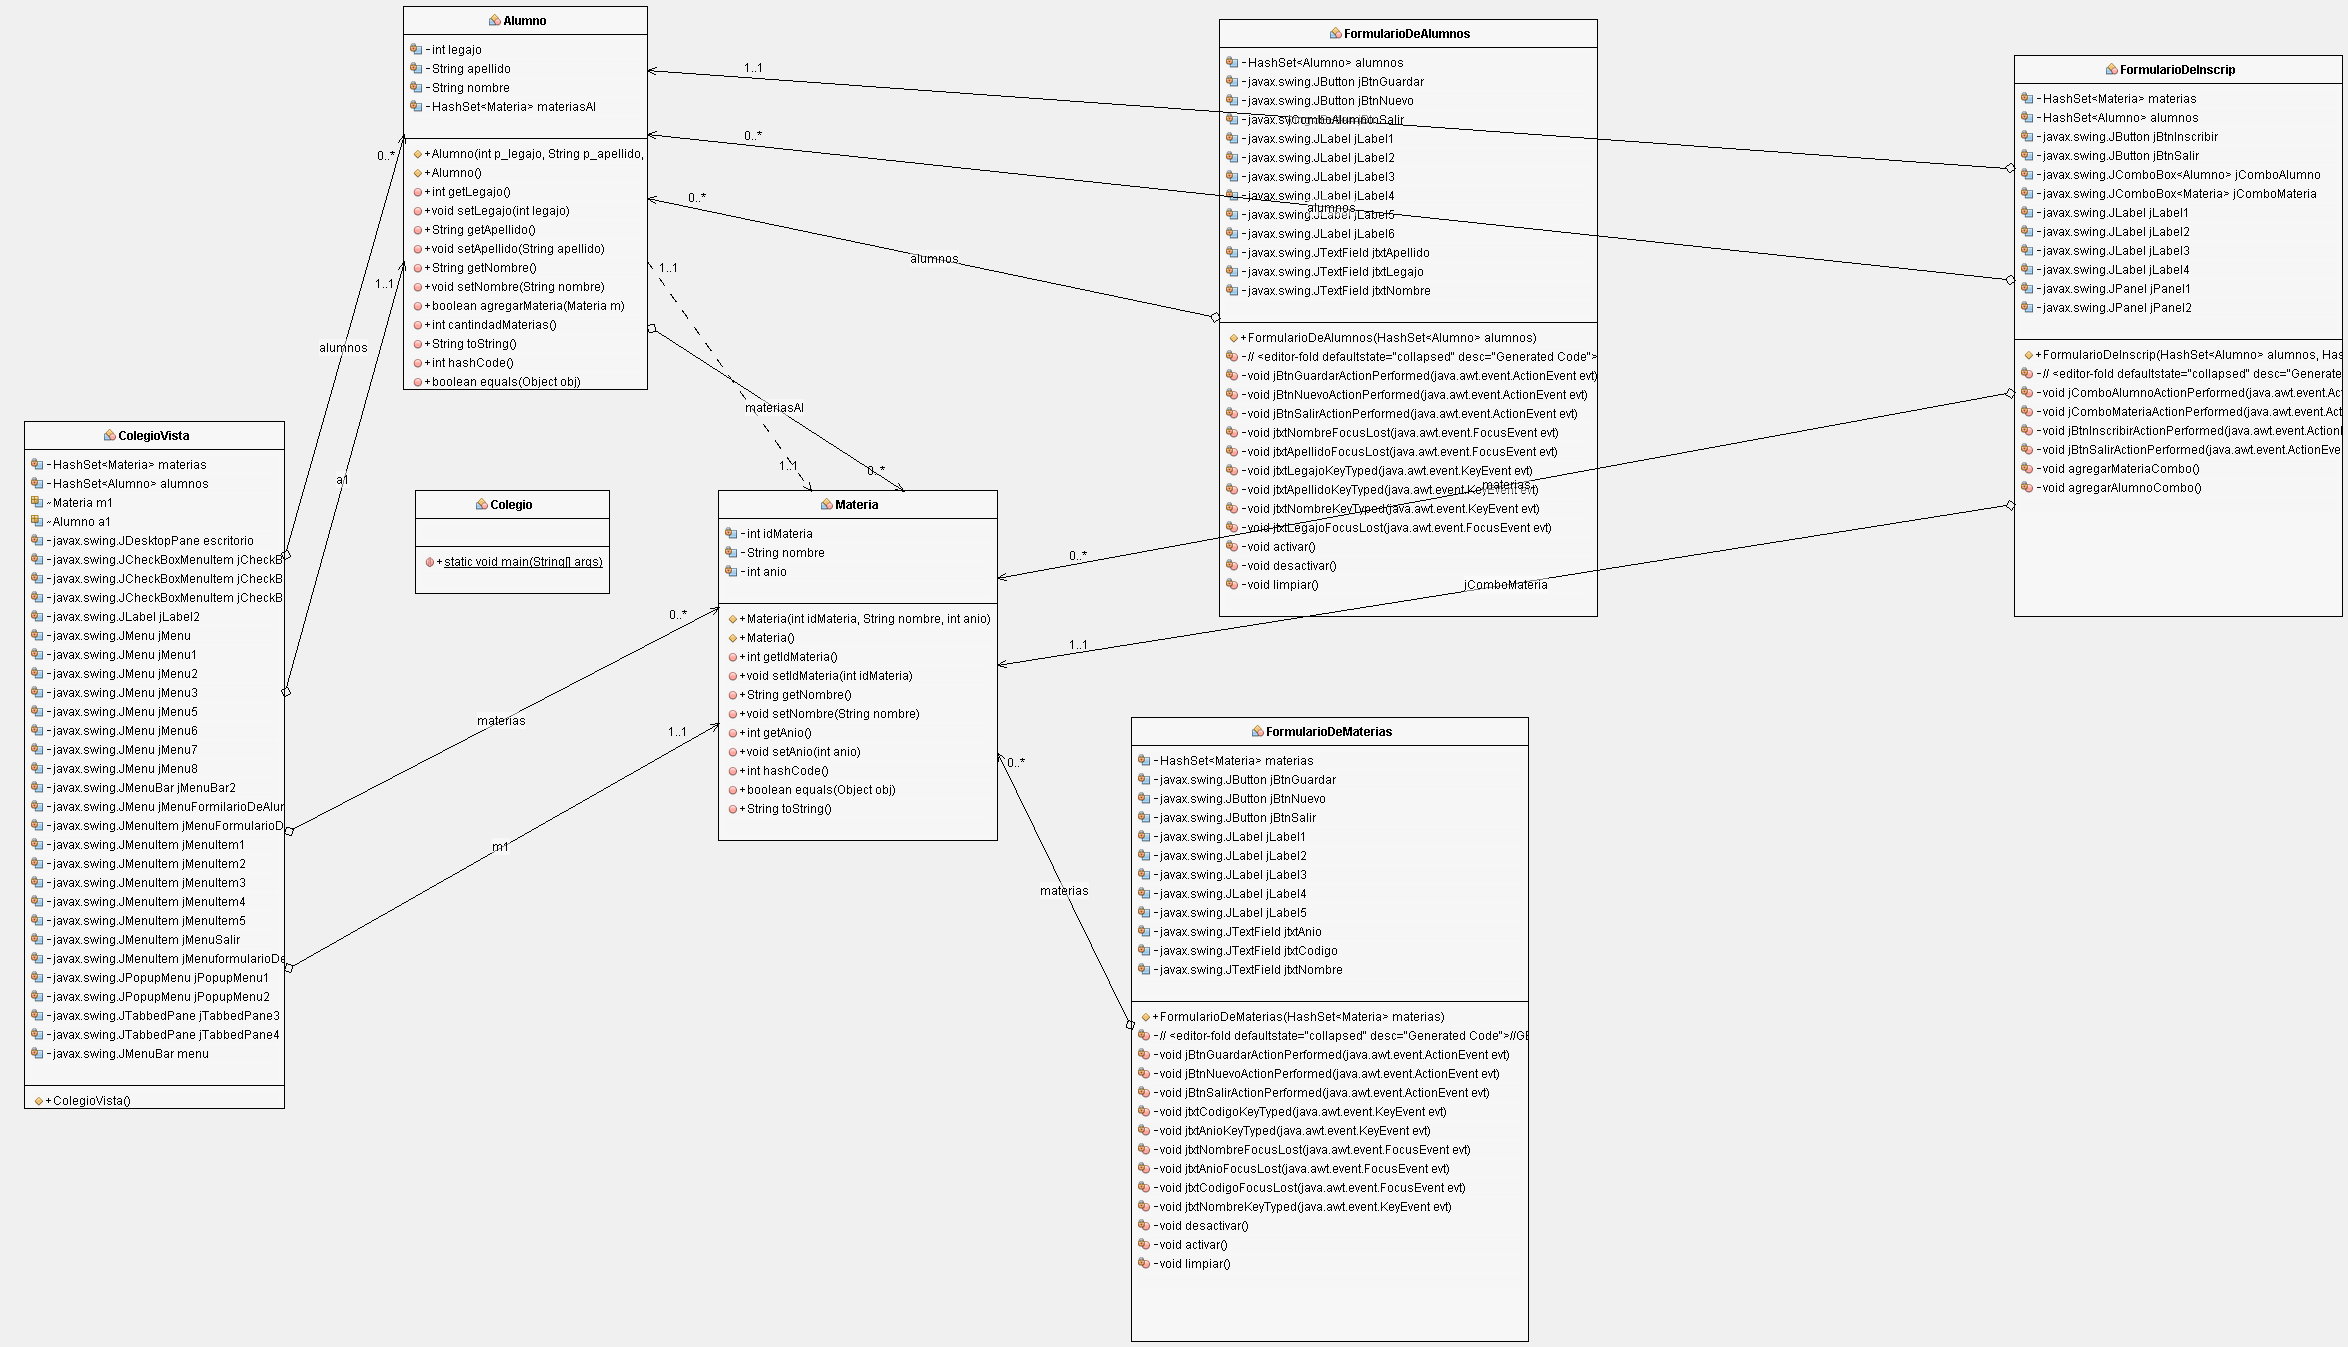 Alumno
- int legajo
- String apellido
- String nombre
- HashSet<Materia> materiasAl
+ Alumno(int p_legajo, String p_apellido,
+ Alumno()
+ int getLegajo()
+ void setLegajo(int legajo)
+ String getApellido()
+ void setApellido(String apellido)
+ String getNombre()
+ void setNombre(String nombre)
+ boolean agregarMateria(Materia m)
+ int cantindadMaterias()
+ String toString()
+ int hashCode()
+ boolean equals(Object obj)
FormularioDeAlumnos
- HashSet<Alumno> alumnos
- javax.swing.JButton jBtnGuardar
- javax.swing.JButton jBtnNuevo
jComboAlumno
- javax.swing.JLabel jLabel1
- javax.swing.JLabel jLabel2
- javax.swing.JLabel jLabel3
- javax.swing.JLabel jLabel4
- javax.swing.JLabel jLabel5
- javax.swing.JLabel jLabel6
- javax.swing.JTextField jtxtApellido
- javax.swing.JTextField jtxtLegajo
- javax.swing.JTextField jtxtNombre
+ FormularioDeAlumnos(HashSet<Alumno> alumnos)
- // <editor-fold defaultstate="collapsed" desc="Generated Code">
- void jBtnGuardarActionPerformed(java.awt.event.ActionEvent evt)
- void jBtnNuevoActionPerformed(java.awt.event.ActionEvent evt)
- void jBtnSalirActionPerformed(java.awt.event.ActionEvent evt)
- void jtxtNombreFocusLost(java.awt.event.FocusEvent evt)
- void jtxtApellidoFocusLost(java.awt.event.FocusEvent evt)
- void jtxtLegajoKeyTyped(java.awt.event.KeyEvent evt)
- void jtxtApellidoKeyTyped(java.awt.event.KeyEvent evt)
- void jtxtNombreKeyTyped(java.awt.event.KeyEvent evt)
- void jtxtLegajoFocusLost(java.awt.event.FocusEvent evt)
- void activar()
- void desactivar()
- void limpiar()
FormularioDeInscrip
- HashSet<Materia> materias
- HashSet<Alumno> alumnos
- javax.swing.JButton jBtnInscribir
- javax.swing.JButton jBtnSalir
- javax.swing.JComboBox<Alumno> jComboAlumno
- javax.swing.JComboBox<Materia> jComboMateria
- javax.swing.JLabel jLabel1
- javax.swing.JLabel jLabel2
- javax.swing.JLabel jLabel3
- javax.swing.JLabel jLabel4
- javax.swing.JPanel jPanel1
- javax.swing.JPanel jPanel2
+ FormularioDeInscrip(HashSet<Alumno> alumnos, Has
- // <editor-fold defaultstate="collapsed" desc="Generate
- void jComboAlumnoActionPerformed(java.awt.event.Act
- void jComboMateriaActionPerformed(java.awt.event.Act
- void jBtnInscribirActionPerformed(java.awt.event.ActionE
- void jBtnSalirActionPerformed(java.awt.event.ActionEve
- void agregarMateriaCombo()
- void agregarAlumnoCombo()
1..1
0..*
alumnos
0..*
alumnos
0..*
alumnos
1..1
a1
1..1
1..1
materiasAl
0..*
0..*
materias
1..1
jComboMateria
0..*
materias
1..1
m1
0..*
materias
ColegioVista
- HashSet<Materia> materias
- HashSet<Alumno> alumnos
~ Materia m1
~ Alumno a1
- javax.swing.JDesktopPane escritorio
- javax.swing.JCheckBoxMenuItem jCheckB
- javax.swing.JCheckBoxMenuItem jCheckB
- javax.swing.JCheckBoxMenuItem jCheckB
- javax.swing.JLabel jLabel2
- javax.swing.JMenu jMenu
- javax.swing.JMenu jMenu1
- javax.swing.JMenu jMenu2
- javax.swing.JMenu jMenu3
- javax.swing.JMenu jMenu5
- javax.swing.JMenu jMenu6
- javax.swing.JMenu jMenu7
- javax.swing.JMenu jMenu8
- javax.swing.JMenuBar jMenuBar2
- javax.swing.JMenu jMenuFormilarioDeAlur
- javax.swing.JMenuItem jMenuFormularioD
- javax.swing.JMenuItem jMenuItem1
- javax.swing.JMenuItem jMenuItem2
- javax.swing.JMenuItem jMenuItem3
- javax.swing.JMenuItem jMenuItem4
- javax.swing.JMenuItem jMenuItem5
- javax.swing.JMenuItem jMenuSalir
- javax.swing.JMenuItem jMenuformularioDe
- javax.swing.JPopupMenu jPopupMenu1
- javax.swing.JPopupMenu jPopupMenu2
- javax.swing.JTabbedPane jTabbedPane3
- javax.swing.JTabbedPane jTabbedPane4
- javax.swing.JMenuBar menu
+ ColegioVista()
Colegio
+ static void main(String[] args)
Materia
- int idMateria
- String nombre
- int anio
+ Materia(int idMateria, String nombre, int anio)
+ Materia()
+ int getIdMateria()
+ void setIdMateria(int idMateria)
+ String getNombre()
+ void setNombre(String nombre)
+ int getAnio()
+ void setAnio(int anio)
+ int hashCode()
+ boolean equals(Object obj)
+ String toString()
FormularioDeMaterias
- HashSet<Materia> materias
- javax.swing.JButton jBtnGuardar
- javax.swing.JButton jBtnNuevo
- javax.swing.JButton jBtnSalir
- javax.swing.JLabel jLabel1
- javax.swing.JLabel jLabel2
- javax.swing.JLabel jLabel3
- javax.swing.JLabel jLabel4
- javax.swing.JLabel jLabel5
- javax.swing.JTextField jtxtAnio
- javax.swing.JTextField jtxtCodigo
- javax.swing.JTextField jtxtNombre
+ FormularioDeMaterias(HashSet<Materia> materias)
- // <editor-fold defaultstate="collapsed" desc="Generated Code">//GE
- void jBtnGuardarActionPerformed(java.awt.event.ActionEvent evt)
- void jBtnNuevoActionPerformed(java.awt.event.ActionEvent evt)
- void jBtnSalirActionPerformed(java.awt.event.ActionEvent evt)
- void jtxtCodigoKeyTyped(java.awt.event.KeyEvent evt)
- void jtxtAnioKeyTyped(java.awt.event.KeyEvent evt)
- void jtxtNombreFocusLost(java.awt.event.FocusEvent evt)
- void jtxtAnioFocusLost(java.awt.event.FocusEvent evt)
- void jtxtCodigoFocusLost(java.awt.event.FocusEvent evt)
- void jtxtNombreKeyTyped(java.awt.event.KeyEvent evt)
- void desactivar()
- void activar()
- void limpiar()